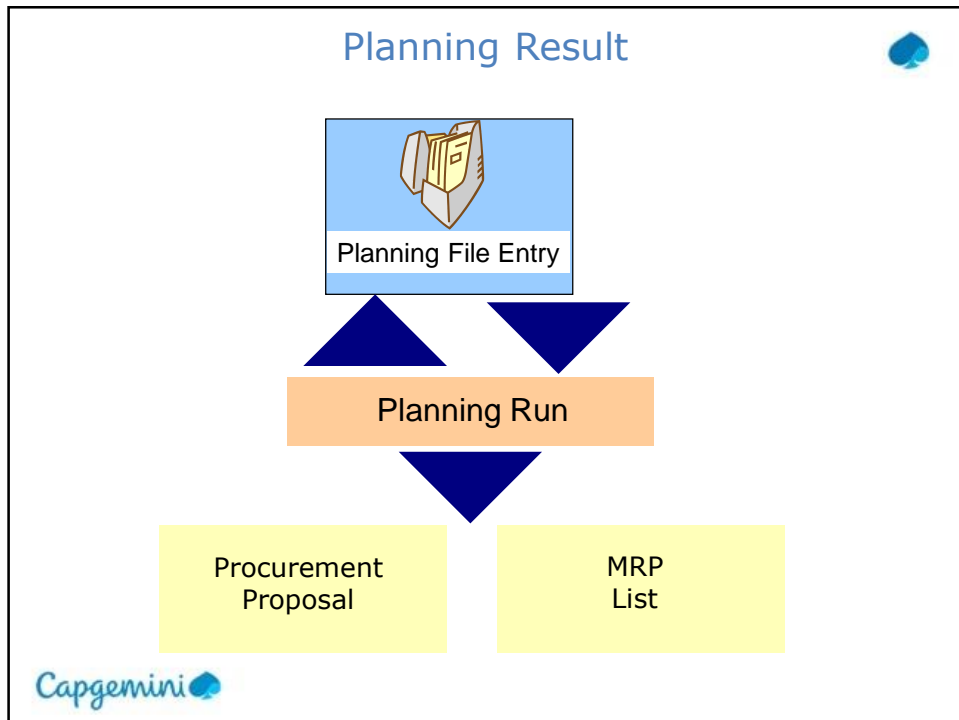 Planning Result
Planning File Entry
Planning Run
Procurement
Proposal
MRP
List
Capgemini